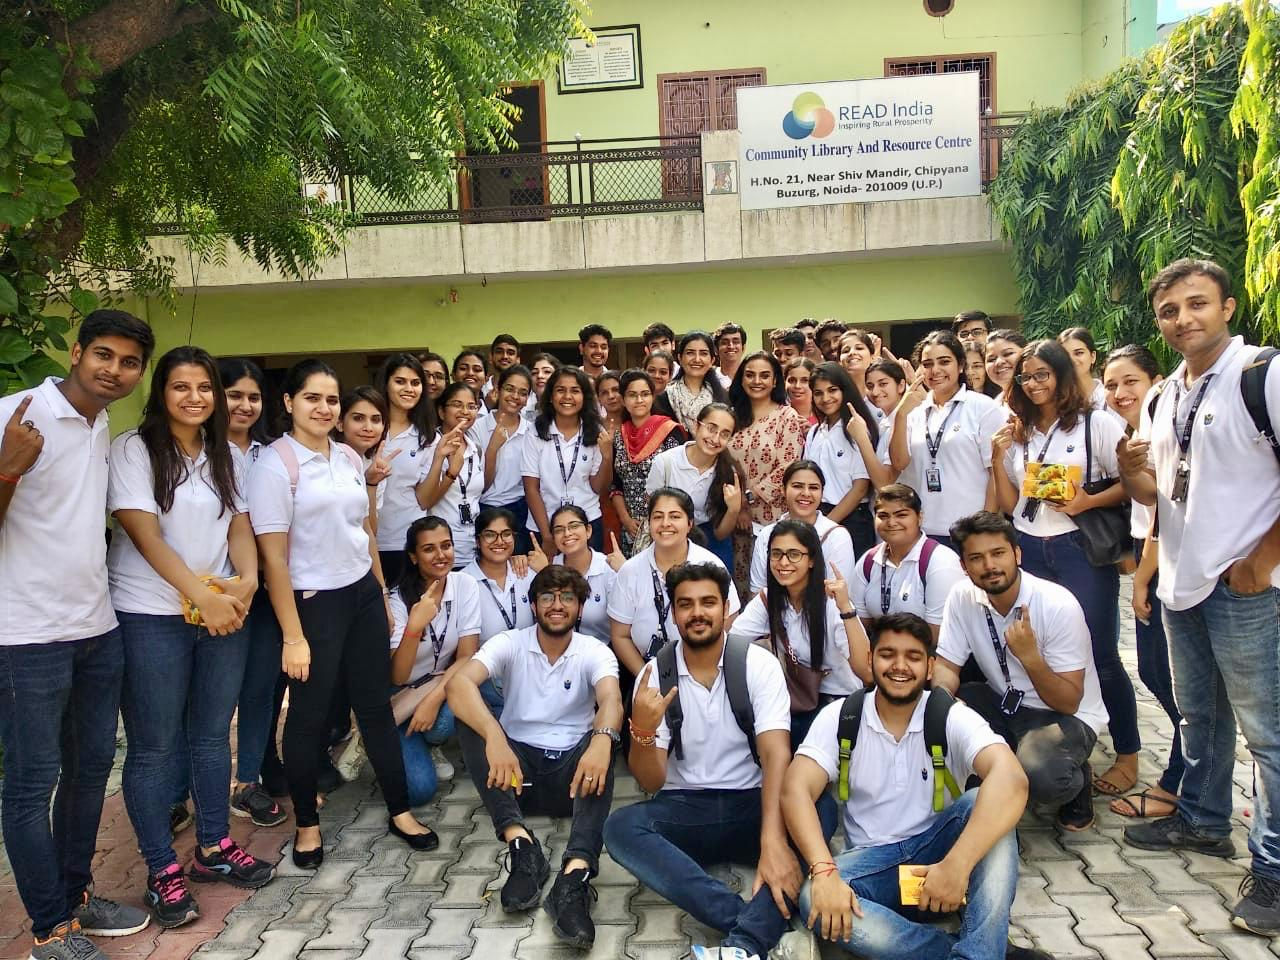 READ India
Inspiring Rural Prosperity
Community Library And Resource Centre
H.No. 21, Near Shiv Mandir, Chipyana
Buzurg, Noida- 201009 (U.P.)